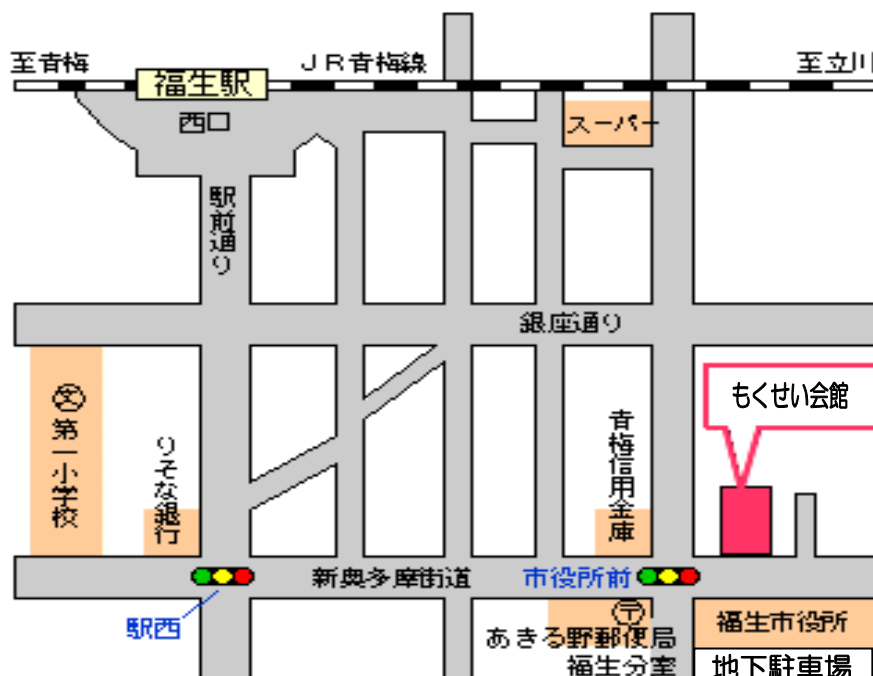 至青梅
福生駅
JR青梅線
至立川
西口
スーパー
駅前通り
銀座通り
もくせい会館
文
第一小学校
りそな銀行
青梅信用金庫
新奥多摩街道
市役所前
駅西
〒
あきる野郵便局
福生分室
福生市役所
地下駐車場